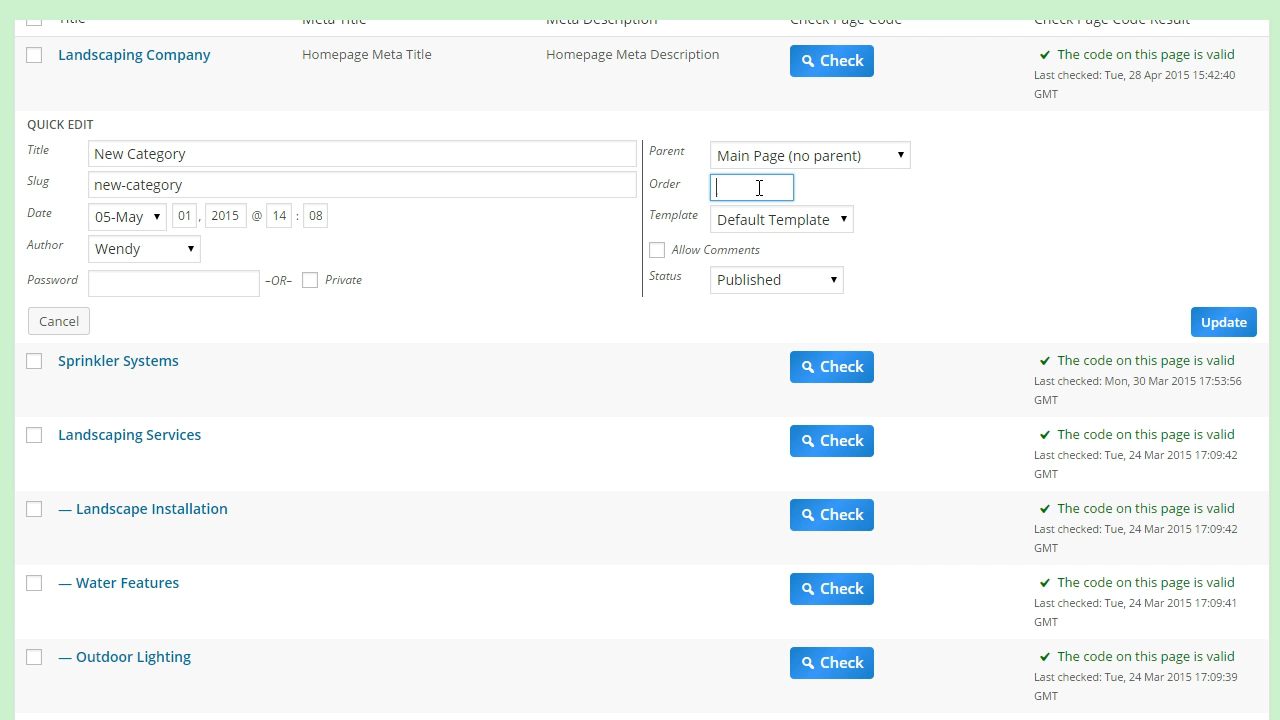 Title Meta Title Meta Description Check Page Code Check Page Code Result
Landscaping Company Homepage Meta Title Homepage Meta Description Check The code on this page is valid
Last checked: Tue, 28 Apr 2015 15:42:40
GMT
QUICK EDIT
Title New Category Parent Main Page (no parent)
Slug new-category Order
Date 05-May 01, 2015 @ 14 : 08 Template Default Template
Author Wendy Allow Comments
Password –OR– Private Status Published
Cancel Update
Sprinkler Systems Check The code on this page is valid
Last checked: Mon, 30 Mar 2015 17:53:56
GMT
Landscaping Services Check The code on this page is valid
Last checked: Tue, 24 Mar 2015 17:09:42
GMT
— Landscape Installation Check The code on this page is valid
Last checked: Tue, 24 Mar 2015 17:09:42
GMT
— Water Features Check The code on this page is valid
Last checked: Tue, 24 Mar 2015 17:09:41
GMT
— Outdoor Lighting Check The code on this page is valid
Last checked: Tue, 24 Mar 2015 17:09:39
GMT